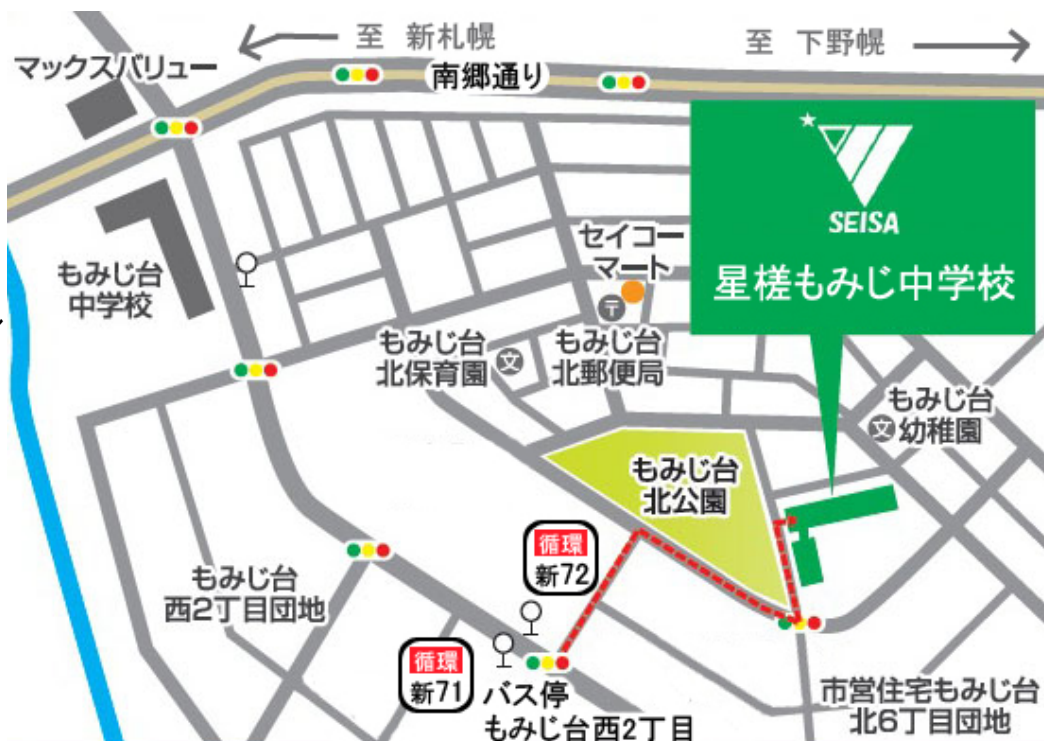 至 新札幌
至 下野幌
マックスバリュー
南郷通り
SEISA
星槎もみじ中学校
もみじ台
中学校
セイコー
マート
〒
もみじ台
北保育園
文
もみじ台
北郵便局
もみじ台
幼稚園
文
もみじ台
北公園
循環
新72
もみじ台
西2丁目団地
循環
新71
バス停
もみじ台西2丁目
市営住宅もみじ台
北6丁目団地